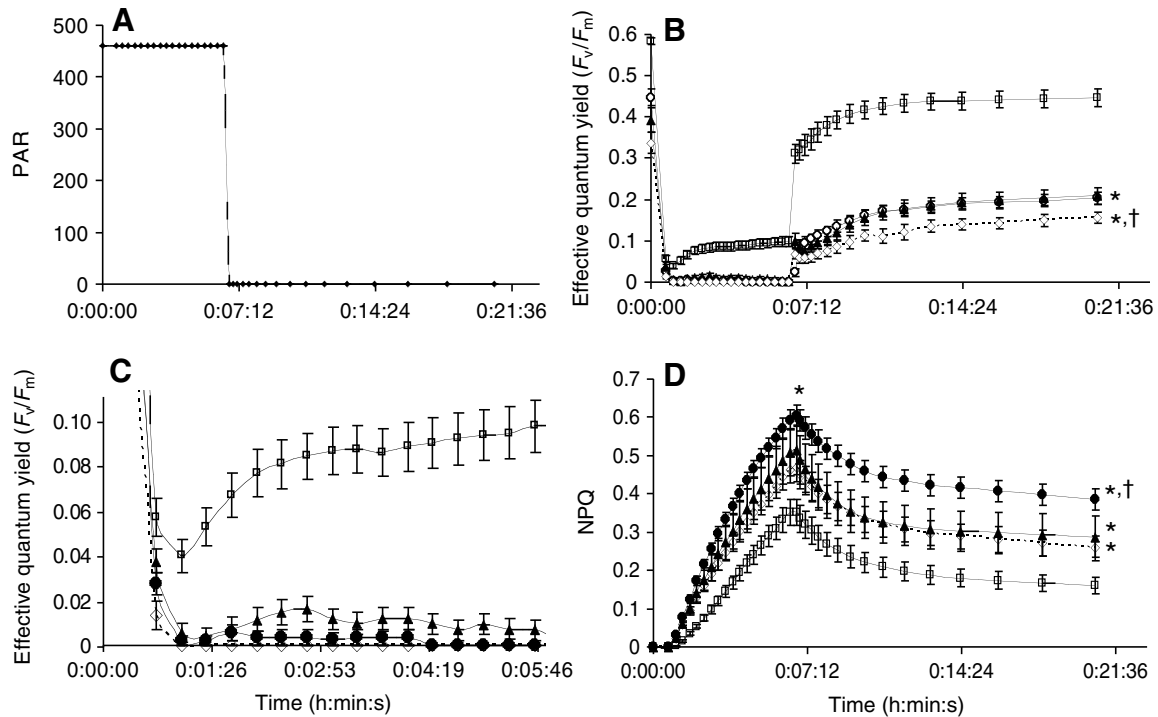 A
PAR
500
400
300
200
100
0
0:00:00 0:07:12 0:14:24 0:21:36
B
Effective quantum yield (Fv/Fm)
0.6
0.5
0.4
0.3
0.2
0.1
0
*
*,†
0:00:00 0:07:12 0:14:24 0:21:36
C
Effective quantum yield (Fv/Fm)
0.10
0.08
0.06
0.04
0.02
0
0:00:00 0:01:26 0:02:53 0:04:19 0:05:46
Time (h:min:s)
D
NPQ
0.7
0.6
0.5
0.4
0.3
0.2
0.1
0
*
*,†
*
*
0:00:00 0:07:12 0:14:24 0:21:36
Time (h:min:s)